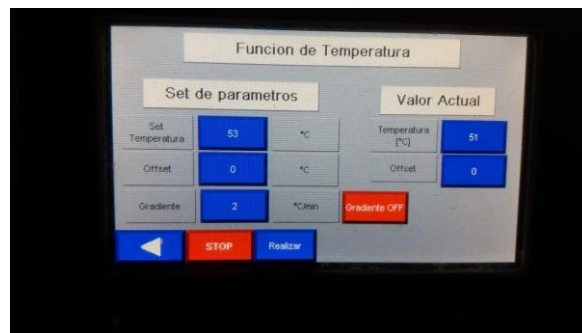 Funcion de Temperatura
Set de parametros
Valor Actual
Set
Temperatura
53
°C
Temperatura
[°C]
51
Offset
0
°C
Offset
0
Gradiente
2
°C/min
Gradiente OFF
STOP
Realizar